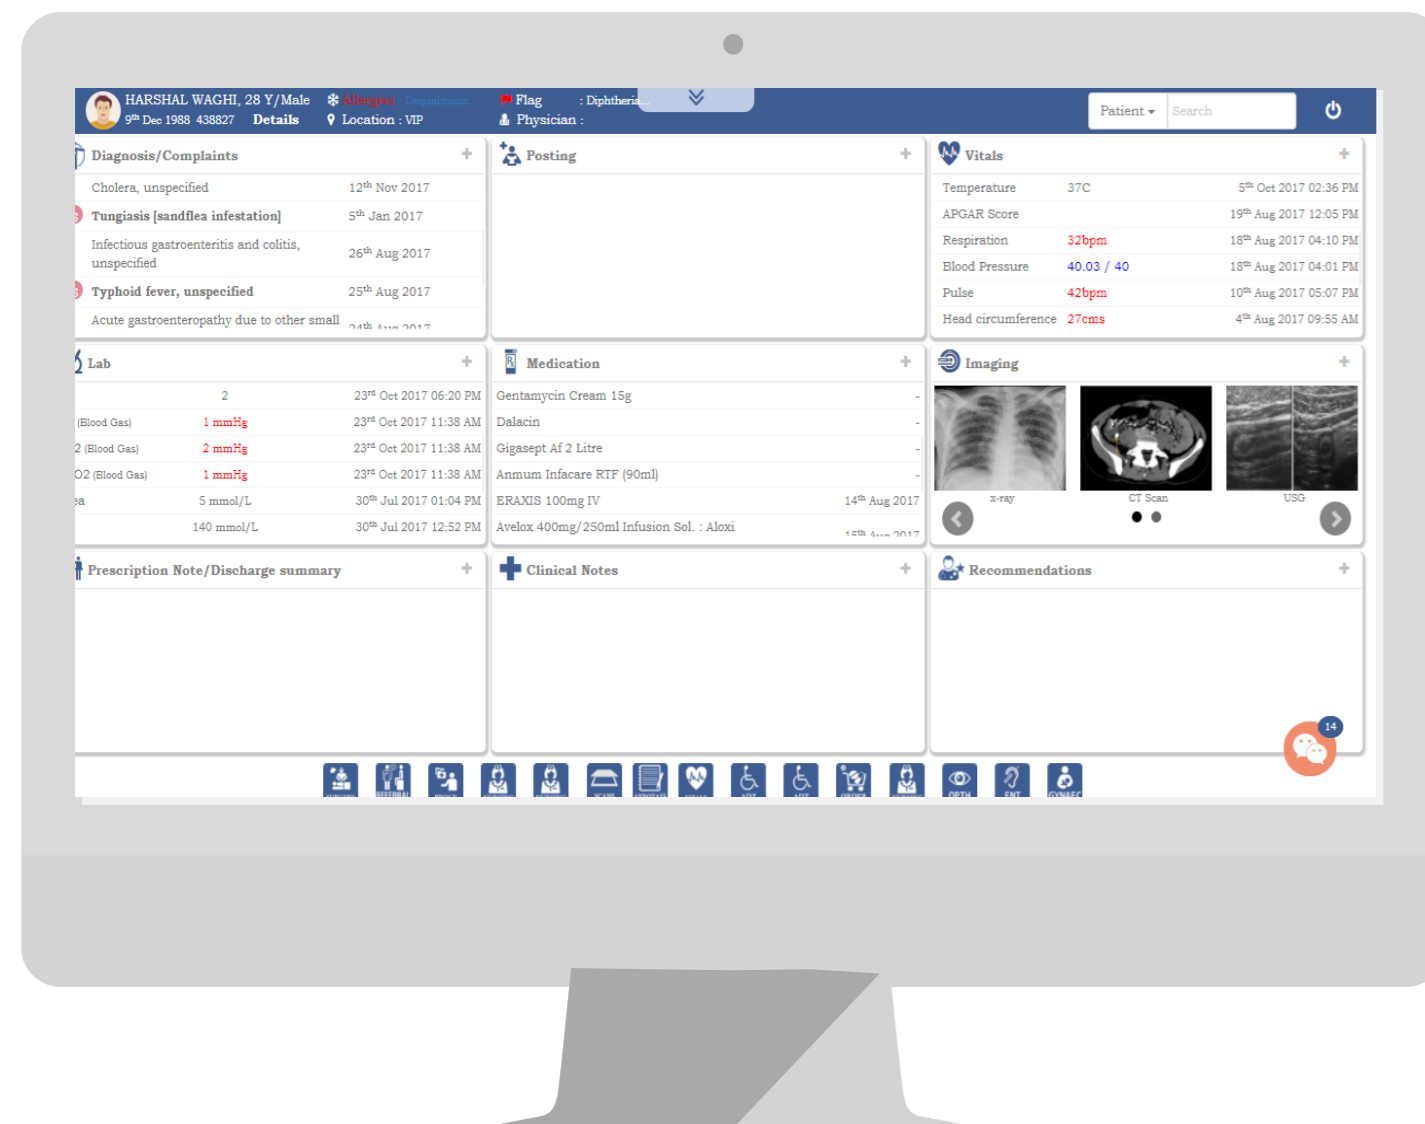 HARSHAL WAGHI, 28 Y/Male Allergies : Dequalinium... Flag : Diphtheria...
9th Dec 1988 438827 Details Location : VIP Physician :
Patient Search
Diagnosis/Complaints
Cholera, unspecified 12th Nov 2017
Tungiasis [sandflea infestation] 5th Jan 2017
Infectious gastroenteritis and colitis,
unspecified 26th Aug 2017
Typhoid fever, unspecified 25th Aug 2017
Acute gastroenteropathy due to other small 24th Aug 2017
Posting
Vitals
Temperature 37C 5th Oct 2017 02:36 PM
APGAR Score 19th Aug 2017 12:05 PM
Respiration 32bpm 18th Aug 2017 04:10 PM
Blood Pressure 40.03 / 40 18th Aug 2017 04:01 PM
Pulse 42bpm 10th Aug 2017 05:07 PM
Head circumference 27cms 4th Aug 2017 09:55 AM
Lab
2 23rd Oct 2017 06:20 PM
(Blood Gas) 1 mmHg 23rd Oct 2017 11:38 AM
2 (Blood Gas) 2 mmHg 23rd Oct 2017 11:38 AM
O2 (Blood Gas) 1 mmHg 23rd Oct 2017 11:38 AM
5 mmol/L 30th Jul 2017 01:04 PM
140 mmol/L 30th Jul 2017 12:52 PM
Medication
Gentamycin Cream 15g -
Dalacin -
Gigasept Af 2 Litre -
Anmum Infacare RTF (90ml) -
ERAXIS 100mg IV 14th Aug 2017
Avelox 400mg/250ml Infusion Sol. : Aloxi 15th Aug 2017
Imaging
x-ray CT Scan USG
Prescription Note/Discharge summary
Clinical Notes
Recommendations
14
REFERRAL
OPTH ENT GYNAEC